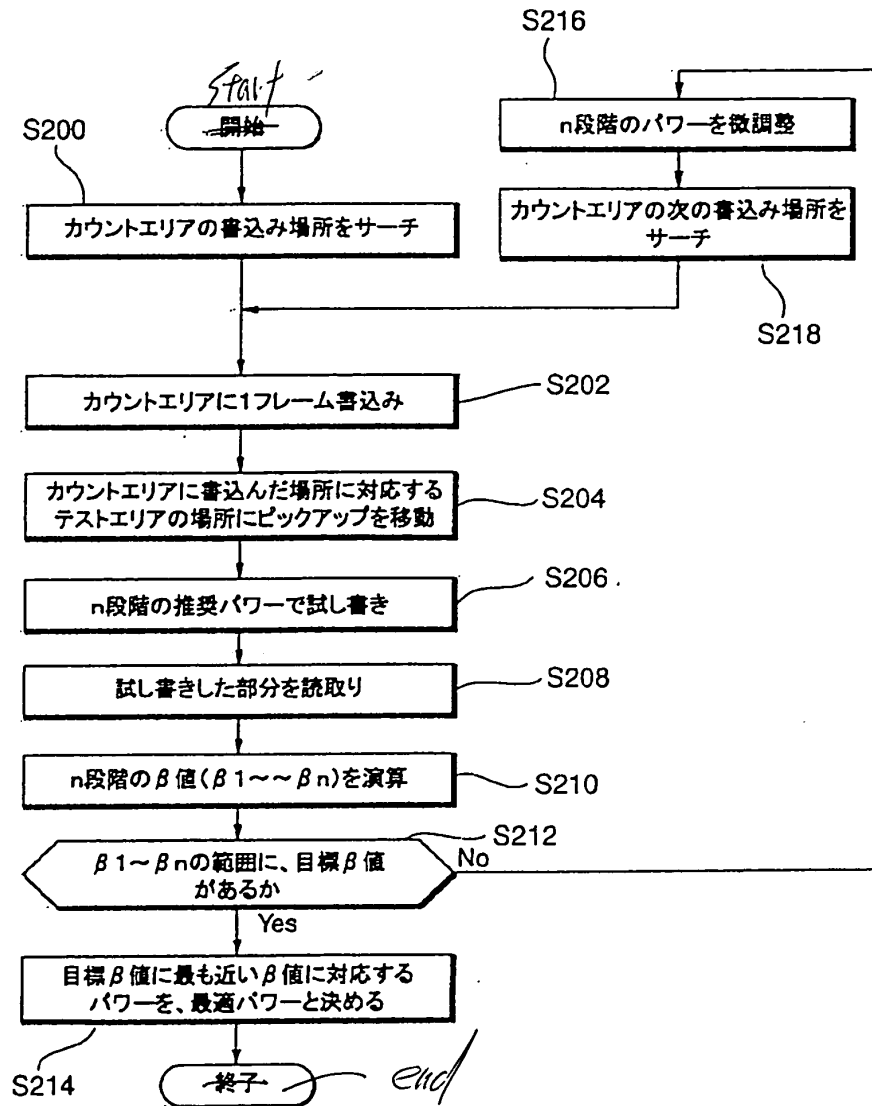 S216
Start
開始
S200
n段階のパワーを微調整
カウントエリアの書込み場所をサーチ
カウントエリアの次の書込み場所を
サーチ
S218
カウントエリアに1フレーム書込み
S202
カウントエリアに書込んだ場所に対応する
テストエリアの場所にピックアップを移動
S204
n段階の推奨パワーで試し書き
S206
試し書きした部分を読取り
S208
n段階のβ値(β1~~βn)を演算
S210
S212
β1~βnの範囲に、目標β値
があるか
No
Yes
目標β値に最も近いβ値に対応する
パワーを、最適パワーと決める
S214
終了
end